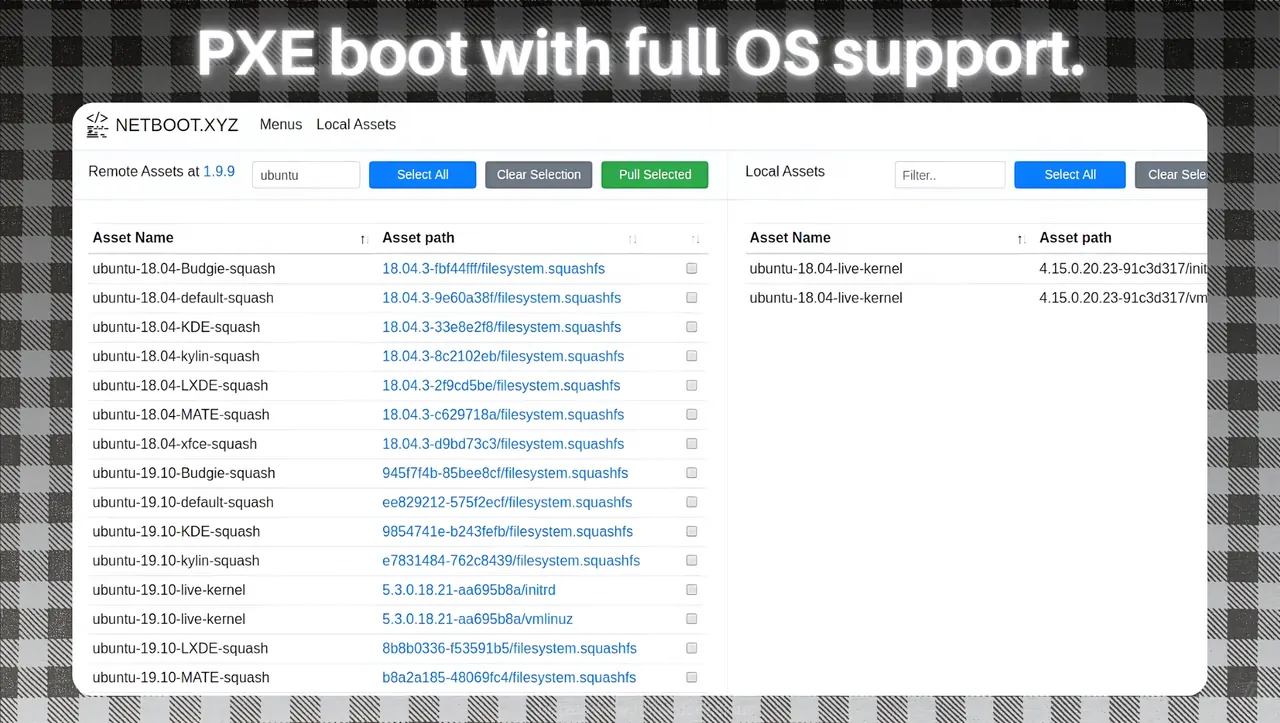 PXE boot with full OS support.
NETBOOT.XYZ Menus Local Assets
Remote Assets at 1.9.9 ubuntu Select All Clear Selection Pull Selected
Asset Name Asset path
ubuntu-18.04-Budgie-squash 18.04.3-fbf44fff/filesystem.squashfs
ubuntu-18.04-default-squash 18.04.3-9e60a38f/filesystem.squashfs
ubuntu-18.04-KDE-squash 18.04.3-33e8e2f8/filesystem.squashfs
ubuntu-18.04-kylin-squash 18.04.3-8c2102eb/filesystem.squashfs
ubuntu-18.04-LXDE-squash 18.04.3-2f9cd5be/filesystem.squashfs
ubuntu-18.04-MATE-squash 18.04.3-c629718a/filesystem.squashfs
ubuntu-18.04-xfce-squash 18.04.3-d9bd73c3/filesystem.squashfs
ubuntu-19.10-Budgie-squash 945f7f4b-85bee8cf/filesystem.squashfs
ubuntu-19.10-default-squash ee829212-575f2ecf/filesystem.squashfs
ubuntu-19.10-KDE-squash 9854741e-b243fefb/filesystem.squashfs
ubuntu-19.10-kylin-squash e7831484-762c8439/filesystem.squashfs
ubuntu-19.10-live-kernel 5.3.0.18.21-aa695b8a/initrd
ubuntu-19.10-live-kernel 5.3.0.18.21-aa695b8a/vmlinuz
ubuntu-19.10-LXDE-squash 8b8b0336-f53591b5/filesystem.squashfs
ubuntu-19.10-MATE-squash b8a2a185-48069fc4/filesystem.squashfs
Local Assets Filter.. Select All Clear Sele
Asset Name Asset path
ubuntu-18.04-live-kernel 4.15.0.20.23-91c3d317/init
ubuntu-18.04-live-kernel 4.15.0.20.23-91c3d317/vm